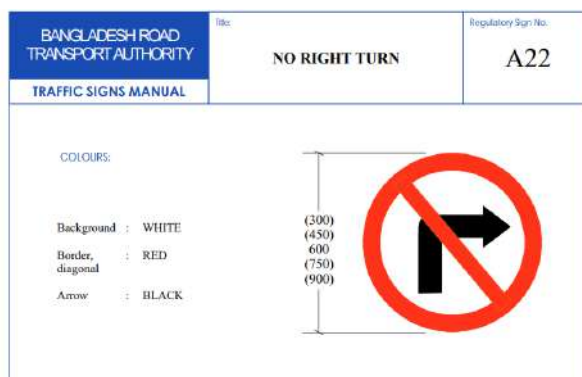 BANGLADESH ROAD
TRANSPORT AUTHORITY
TRAFFIC SIGNS MANUAL
Title:
NO RIGHT TURN
Regulatory Sign No.
A22
COLOURS:
Background : WHITE
Border, : RED
diagonal
Arrow : BLACK
(300)
(450)
600
(750)
(900)